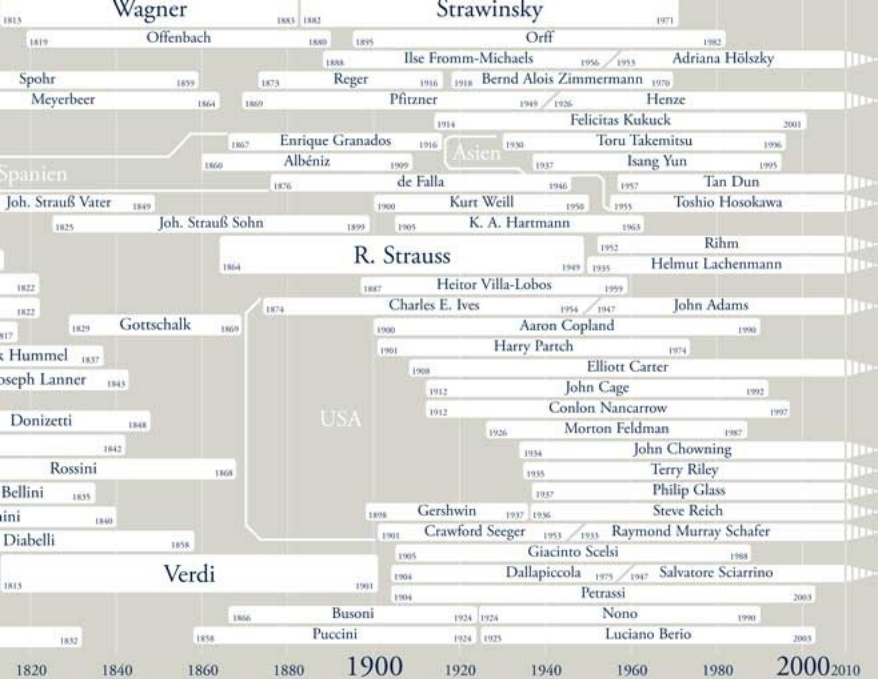 1813 Wagner 1883 1882 Strawinsky 1971
1819 Offenbach 1880 1895 Orff 1982
1888 Ilse Fromm-Michaels 1956 1953 Adriana Hölszky
Spohr 1859 1873 Reger 1916 1918 Bernd Alois Zimmermann 1970
Meyerbeer 1864 1869 Pfitzner 1949 1926 Henze
1914 Felicitas Kukuck 2001
1867 Enrique Granados 1916 Asien 1930 Toru Takemitsu 1996
Spanien 1860 Albéniz 1909 1937 Isang Yun 1995
1876 de Falla 1946 1957 Tan Dun
Joh. Strauß Vater 1849 1900 Kurt Weill 1950 1955 Toshio Hosokawa
1825 Joh. Strauß Sohn 1899 1905 K. A. Hartmann 1963
1952 Rihm
1864 R. Strauss 1949 1935 Helmut Lachenmann
1822 1887 Heitor Villa-Lobos 1959
1822 1874 Charles E. Ives 1954 1947 John Adams
817 1829 Gottschalk 1869 1900 Aaron Copland 1990
1901 Harry Partch 1974
k Hummel 1837
1908 Elliott Carter
oseph Lanner 1843 1912 John Cage 1992
1912 Conlon Nancarrow 1997
Donizetti 1848 USA 1926 Morton Feldman 1987
1842 1934 John Chowning
Rossini 1868 1935 Terry Riley
Bellini 1835 1937 Philip Glass
ini 1840 1898 Gershwin 1937 1936 Steve Reich
1901 Crawford Seeger 1953 1933 Raymond Murray Schafer
Diabelli 1858 1905 Giacinto Scelsi 1988
1813 Verdi 1901 1904 Dallapiccola 1975 1947 Salvatore Sciarrino
1904 Petrassi 2003
1866 Busoni 1924 1924 Nono 1990
1832 1858 Puccini 1924 1925 Luciano Berio 2003
1820 1840 1860 1880 1900 1920 1940 1960 1980 2000 2010